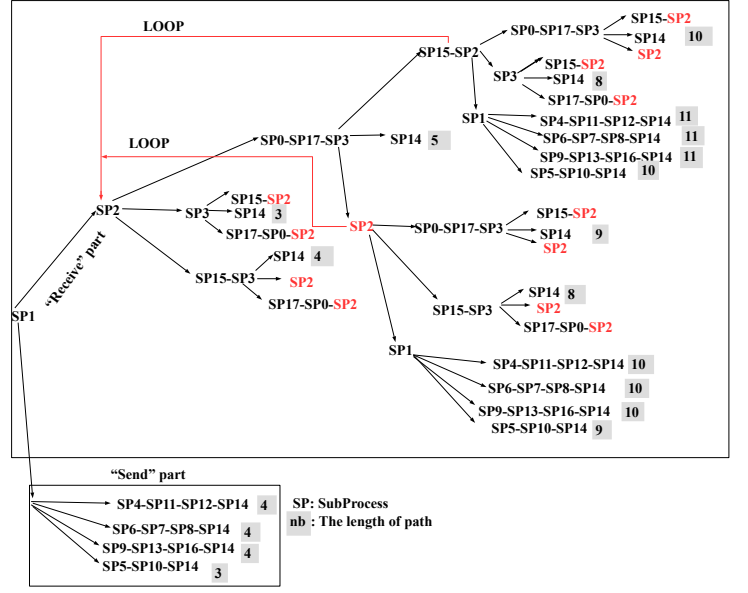 LOOP
SP0-SP17-SP3
SP15-SP2
SP14 10
SP2
SP15-SP2
SP3
SP15-SP2
SP14 8
SP17-SP0-SP2
SP1
SP4-SP11-SP12-SP14 11
SP6-SP7-SP8-SP14 11
SP9-SP13-SP16-SP14 11
SP5-SP10-SP14 10
LOOP
SP0-SP17-SP3
SP14 5
SP2
SP3
SP15-SP2
SP14 3
SP17-SP0-SP2
SP15-SP3
SP14 4
SP2
SP17-SP0-SP2
SP2
SP0-SP17-SP3
SP15-SP2
SP14 9
SP2
SP15-SP3
SP14 8
SP2
SP17-SP0-SP2
SP1
SP4-SP11-SP12-SP14 10
SP6-SP7-SP8-SP14 10
SP9-SP13-SP16-SP14 10
SP5-SP10-SP14 9
“Receive” part
SP1
“Send” part
SP4-SP11-SP12-SP14 4
SP6-SP7-SP8-SP14 4
SP9-SP13-SP16-SP14 4
SP5-SP10-SP14 3
SP: SubProcess
nb : The length of path